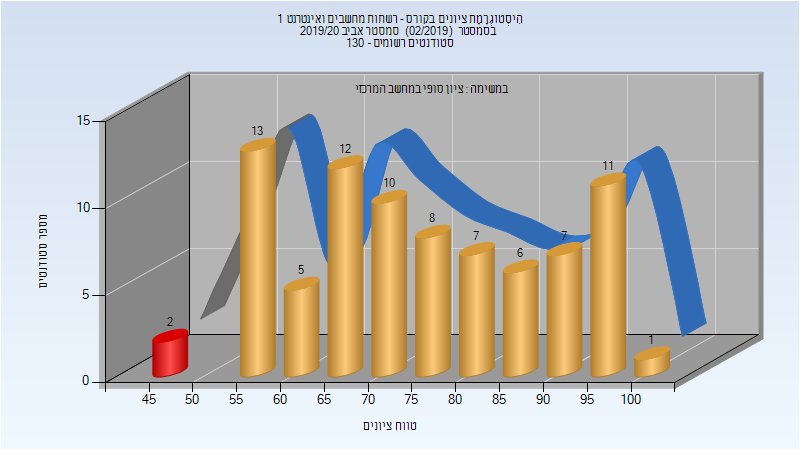 הִיסְטוֹגְרָמַת ציונים בקורס - רשתות מחשבים ואינטרנט 1
בסמסטר (02/2019) סמסטר אביב 2019/20
סטודנטים רשומים - 130
במשימה : ציון סופי במחשב המרכזי
מספר סטודנטים
15
10
5
0
2
13
5
12
10
8
7
6
7
11
1
45 50 55 60 65 70 75 80 85 90 95 100
טווח ציונים